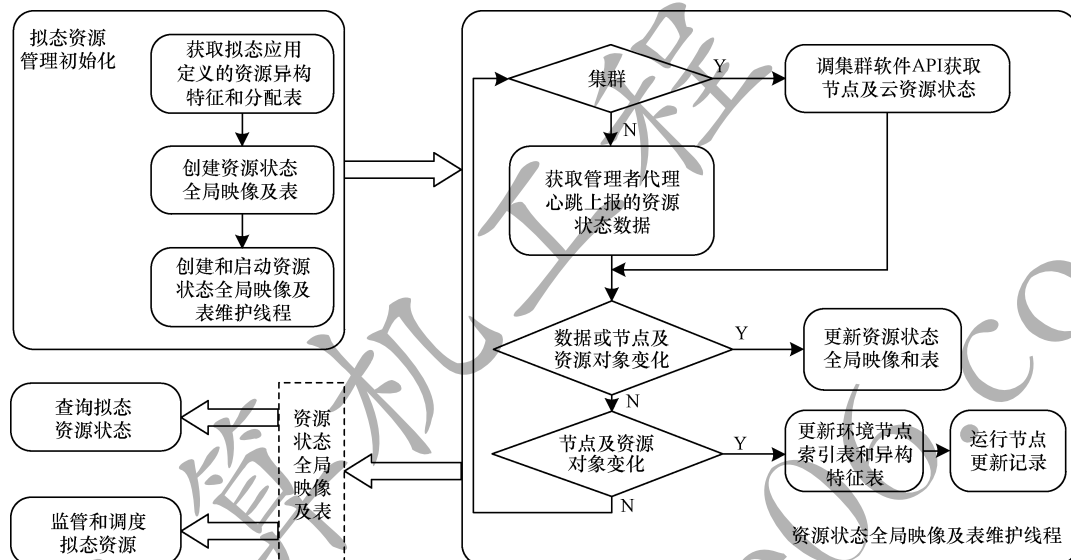 拟态资源
管理初始化
获取拟态应用
定义的资源异构
特征和分配表
创建资源状态
全局映像及表
创建和启动资源
状态全局映像及
表维护线程
集群
Y
调集群软件API获取
节点及云资源状态
N
获取管理者代理
心跳上报的资源
状态数据
数据或节点及
资源对象变化
Y
更新资源状态
全局映像和表
N
节点及资源
对象变化
Y
更新环境节点
索引表和异构
特征表
运行节点
更新记录
N
资源状态全局映像及表维护线程
查询拟态
资源状态
监管和调度
拟态资源
资源
状态
全局
映像
及表
算机工程
06.co